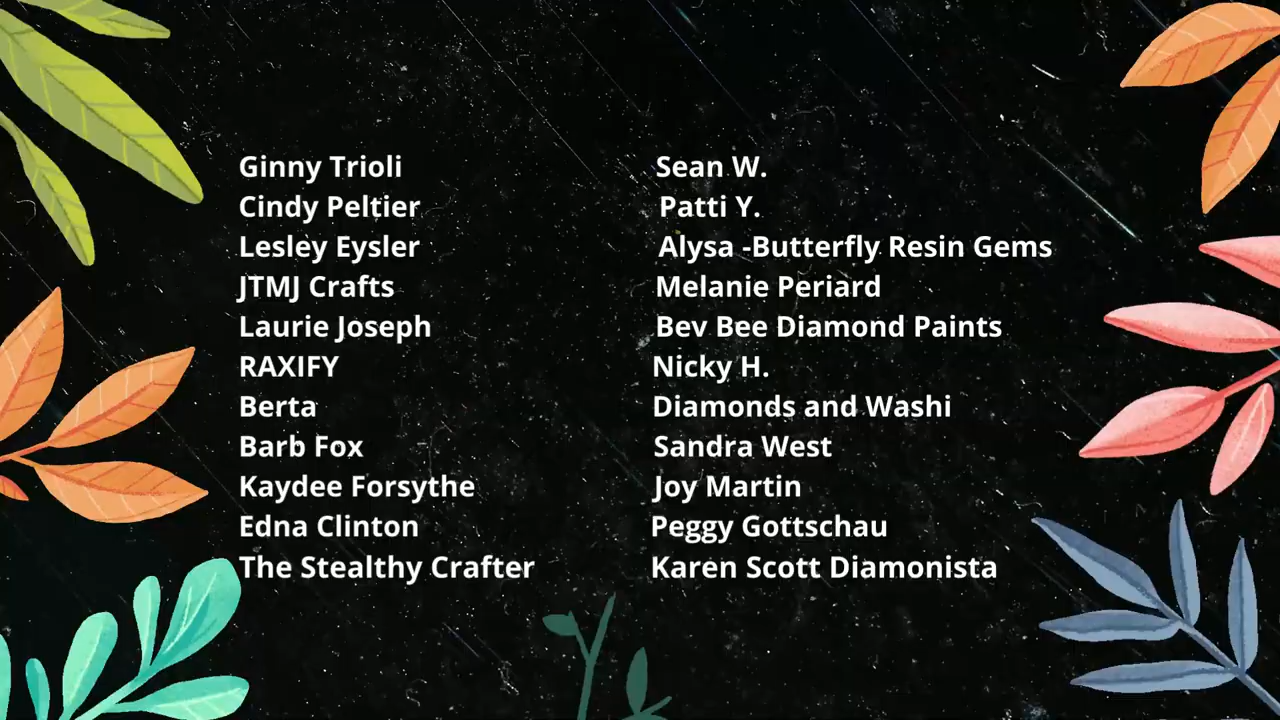 Ginny Trioli
Cindy Peltier
Lesley Eysler
JTMJ Crafts
Laurie Joseph
RAXIFY
Berta
Barb Fox
Kaydee Forsythe
Edna Clinton
The Stealthy Crafter
Sean W.
Patti Y.
Alysa -Butterfly Resin Gems
Melanie Periard
Bev Bee Diamond Paints
Nicky H.
Diamonds and Washi
Sandra West
Joy Martin
Peggy Gottschau
Karen Scott Diamonista